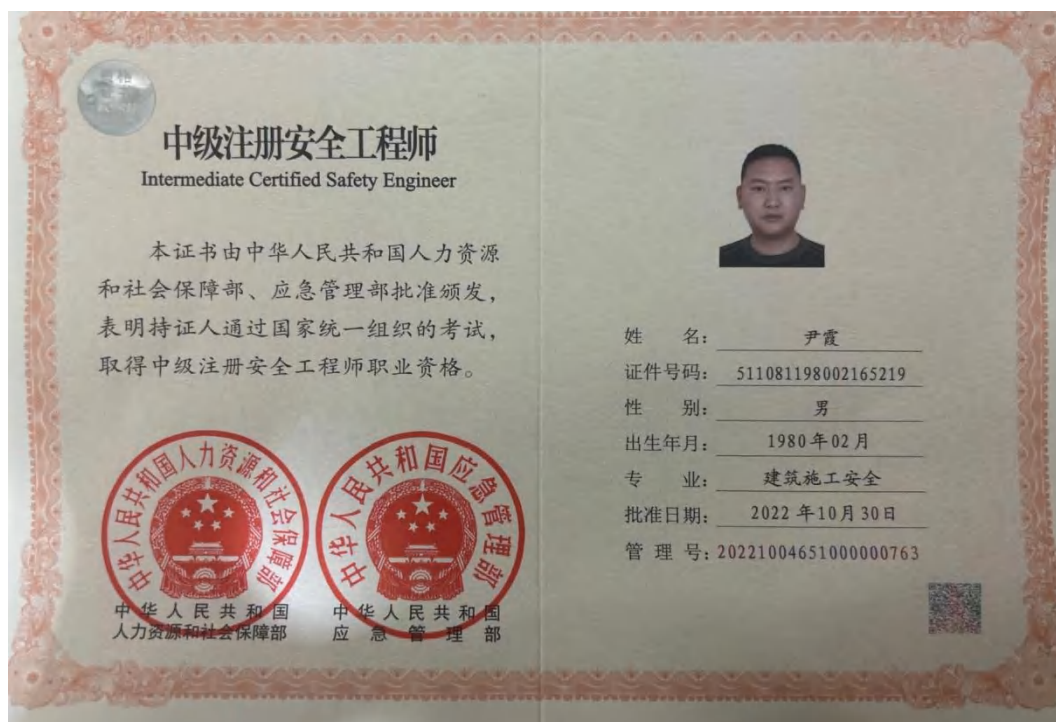 中级注册安全工程师
Intermediate Certified Safety Engineer
本证书由中华人民共和国人力资源
和社会保障部、应急管理部批准颁发，
表明持证人通过国家统一组织的考试，
取得中级注册安全工程师职业资格。
中华人民共和国人力资源和社会保障部
中华人民共和国应急管理部
中华人民共和国
人力资源和社会保障部
中华人民共和国
应急管理部
姓 名：尹霞
证件号码：511081198002165219
性 别：男
出生年月：1980年02月
专 业：建筑施工安全
批准日期：2022年10月30日
管 理 号：20221004651000000763